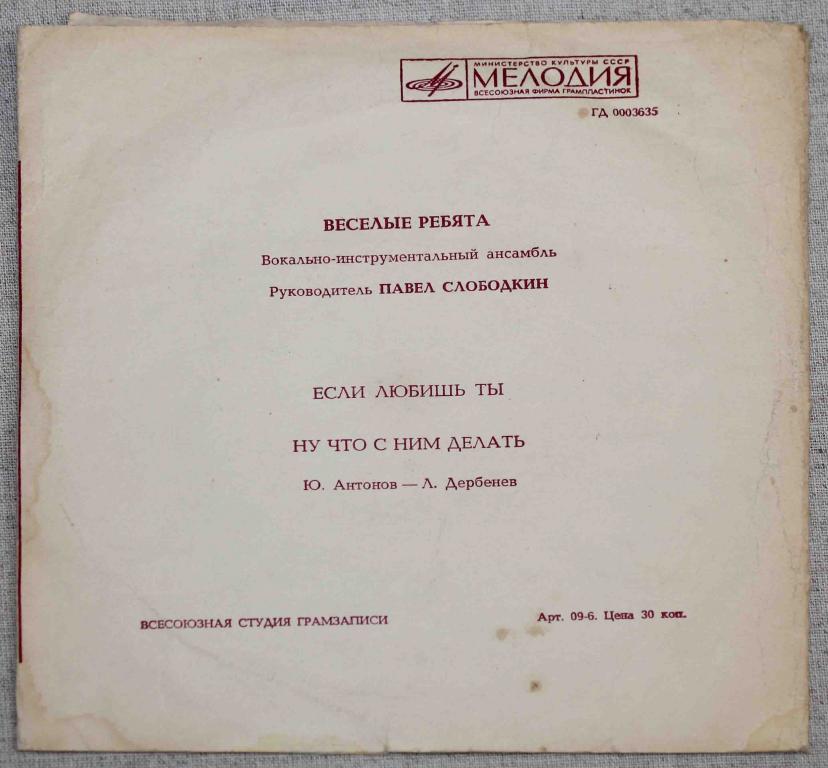 МИНИСТЕРСТВО КУЛЬТУРЫ СССР
МЕЛОДИЯ
ВСЕСОЮЗНАЯ ФИРМА ГРАМПЛАСТИНОК
ГД 0003635
ВЕСЕЛЫЕ РЕБЯТА
Вокально-инструментальный ансамбль
Руководитель ПАВЕЛ СЛОБОДКИН
ЕСЛИ ЛЮБИШЬ ТЫ
НУ ЧТО С НИМ ДЕЛАТЬ
Ю. Антонов — Л. Дербенев
ВСЕСОЮЗНАЯ СТУДИЯ ГРАМЗАПИСИ
Арт. 09-6. Цена 30 коп.